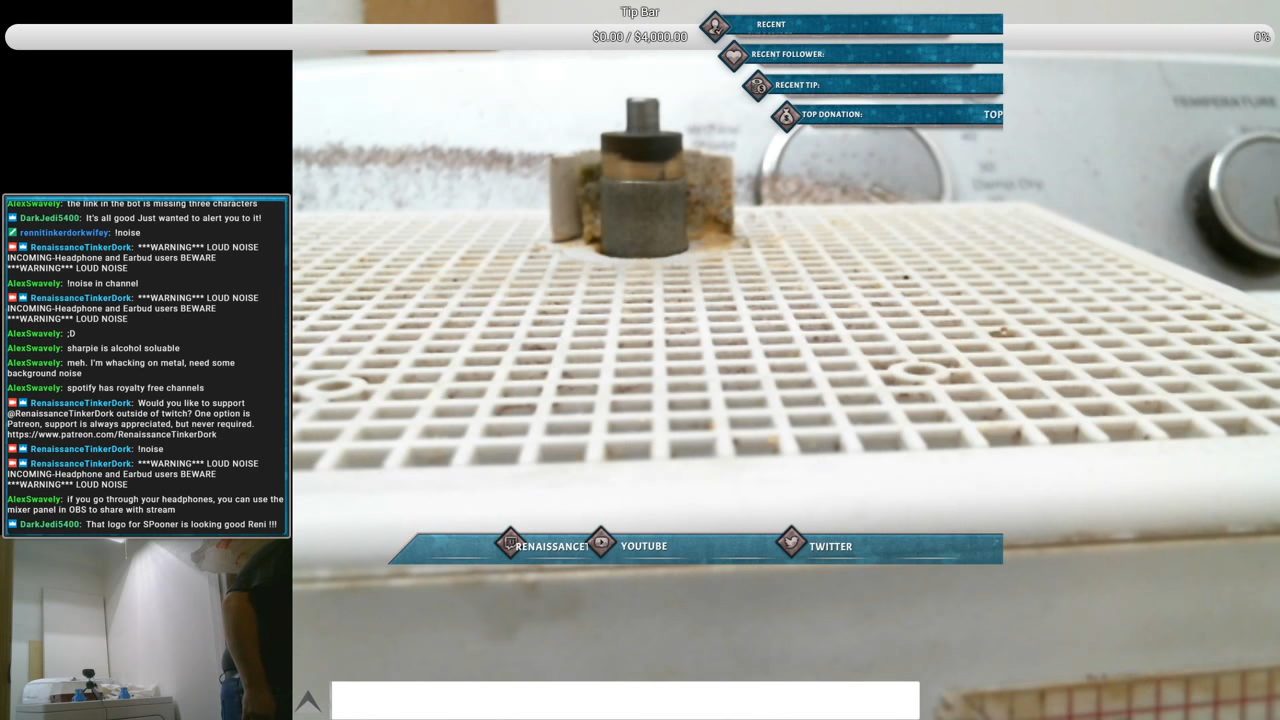 Tip Bar
$0.00 / $4,000.00
0%
RECENT
RECENT FOLLOWER:
RECENT TIP:
TOP DONATION:
TOP
TEMPERATURE
Damp Dry
AlexSwavely: the link in the bot is missing three characters
DarkJedi5400: It's all good Just wanted to alert you to it!
rennitinkerdorkwifey: !noise
RenaissanceTinkerDork: ***WARNING*** LOUD NOISE
INCOMING-Headphone and Earbud users BEWARE
***WARNING*** LOUD NOISE
AlexSwavely: !noise in channel
RenaissanceTinkerDork: ***WARNING*** LOUD NOISE
INCOMING-Headphone and Earbud users BEWARE
***WARNING*** LOUD NOISE
AlexSwavely: ;D
AlexSwavely: sharpie is alcohol soluable
AlexSwavely: meh. I'm whacking on metal, need some
background noise
AlexSwavely: spotify has royalty free channels
RenaissanceTinkerDork: Would you like to support
@RenaissanceTinkerDork outside of twitch? One option is
Patreon, support is always appreciated, but never required.
https://www.patreon.com/RenaissanceTinkerDork
RenaissanceTinkerDork: !noise
RenaissanceTinkerDork: ***WARNING*** LOUD NOISE
INCOMING-Headphone and Earbud users BEWARE
***WARNING*** LOUD NOISE
AlexSwavely: if you go through your headphones, you can use the
mixer panel in OBS to share with stream
DarkJedi5400: That logo for SPooner is looking good Reni !!!
RENAISSANCET
YOUTUBE
TWITTER